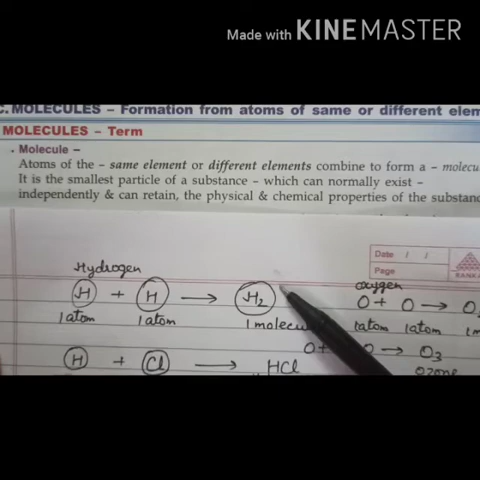 Made with KINEMASTER
C. MOLECULES – Formation from atoms of same or different elem
MOLECULES – Term
. Molecule –
Atoms of the – same element or different elements combine to form a – molecu
It is the smallest particle of a substance – which can normally exist –
independently & can retain, the physical & chemical properties of the substanc
Date / /
Page
RANKA
Hydrogen
H + H → H2
1 atom 1 atom 1 molecu
oxygen
O + O → O
1 atom 1 atom 1 m
H + Cl → HCl
O+ O → O3
ozone